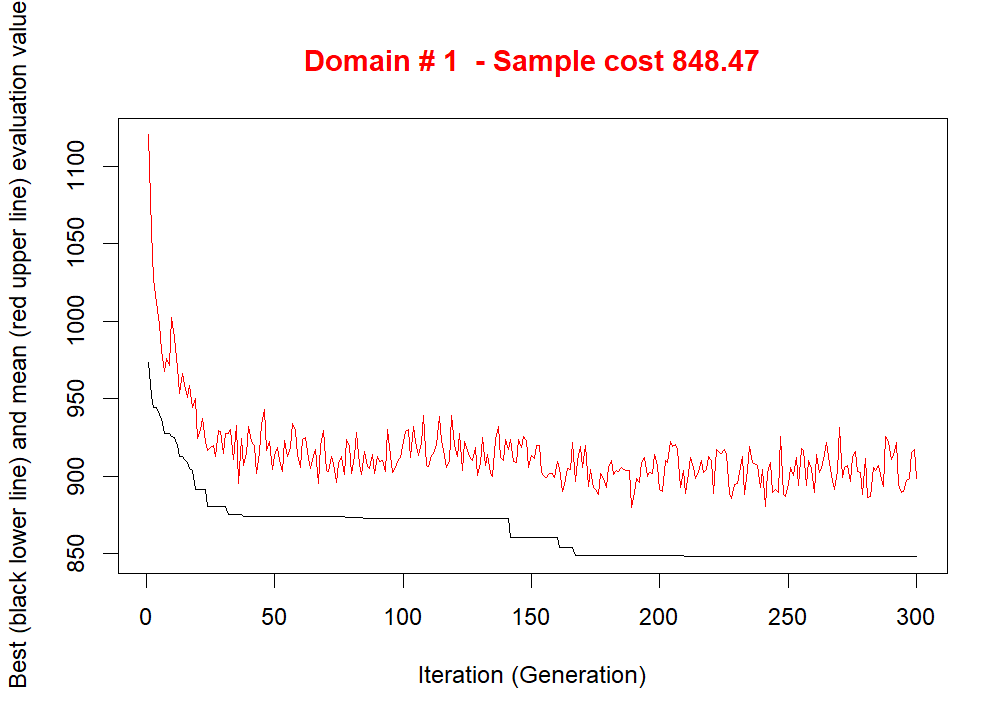 Domain # 1  - Sample cost 848.47
Best (black lower line) and mean (red upper line) evaluation value
1100
1050
1000
950
900
850
0 50 100 150 200 250 300
Iteration (Generation)